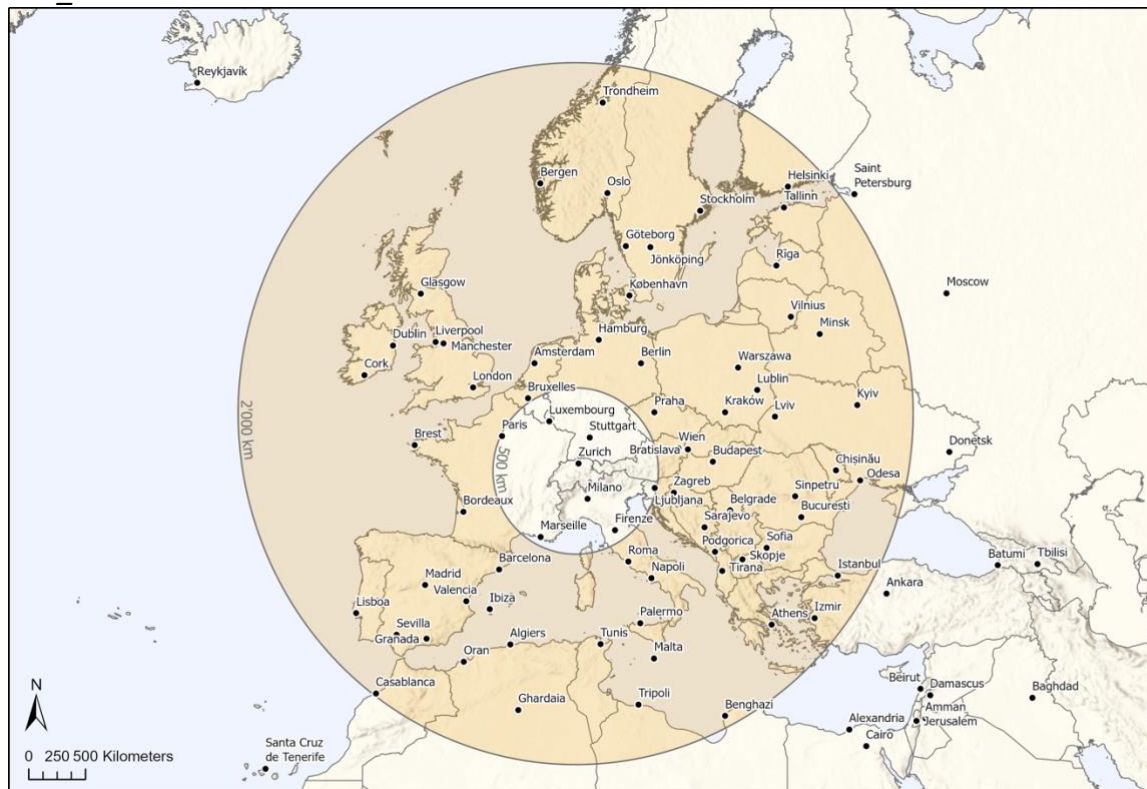 Reykjavík
Trondheim
Bergen
Oslo
Helsinki
Saint
Petersburg
Tallinn
Stockholm
Göteborg
Jönköping
Rīga
København
Glasgow
Moscow
Vilnius
Minsk
Dublin
Liverpool
Manchester
Hamburg
Cork
London
Amsterdam
Berlin
Warszawa
Lublin
Bruxelles
Luxembourg
Praha
Kraków
Lviv
Kyiv
2'000 km
Brest
Paris
500 km
Stuttgart
Zurich
Wien
Bratislava
Budapest
Donetsk
Chișinău
Odesa
Milano
Zagreb
Ljubljana
Belgrade
Sinpetru
Bucuresti
Bordeaux
Marseille
Firenze
Sarajevo
Podgorica
Sofia
Skopje
Tirana
Roma
Napoli
Barcelona
Istanbul
Batumi
Tbilisi
Ankara
Madrid
Valencia
Ibiza
Lisboa
Sevilla
Granada
Palermo
Athens
Izmir
Algiers
Tunis
Oran
Malta
Casablanca
Ghardaia
Tripoli
Benghazi
Beirut
Damascus
Baghdad
Amman
Jerusalem
Alexandria
Cairo
N
Santa Cruz
de Tenerife
0 250 500 Kilometers